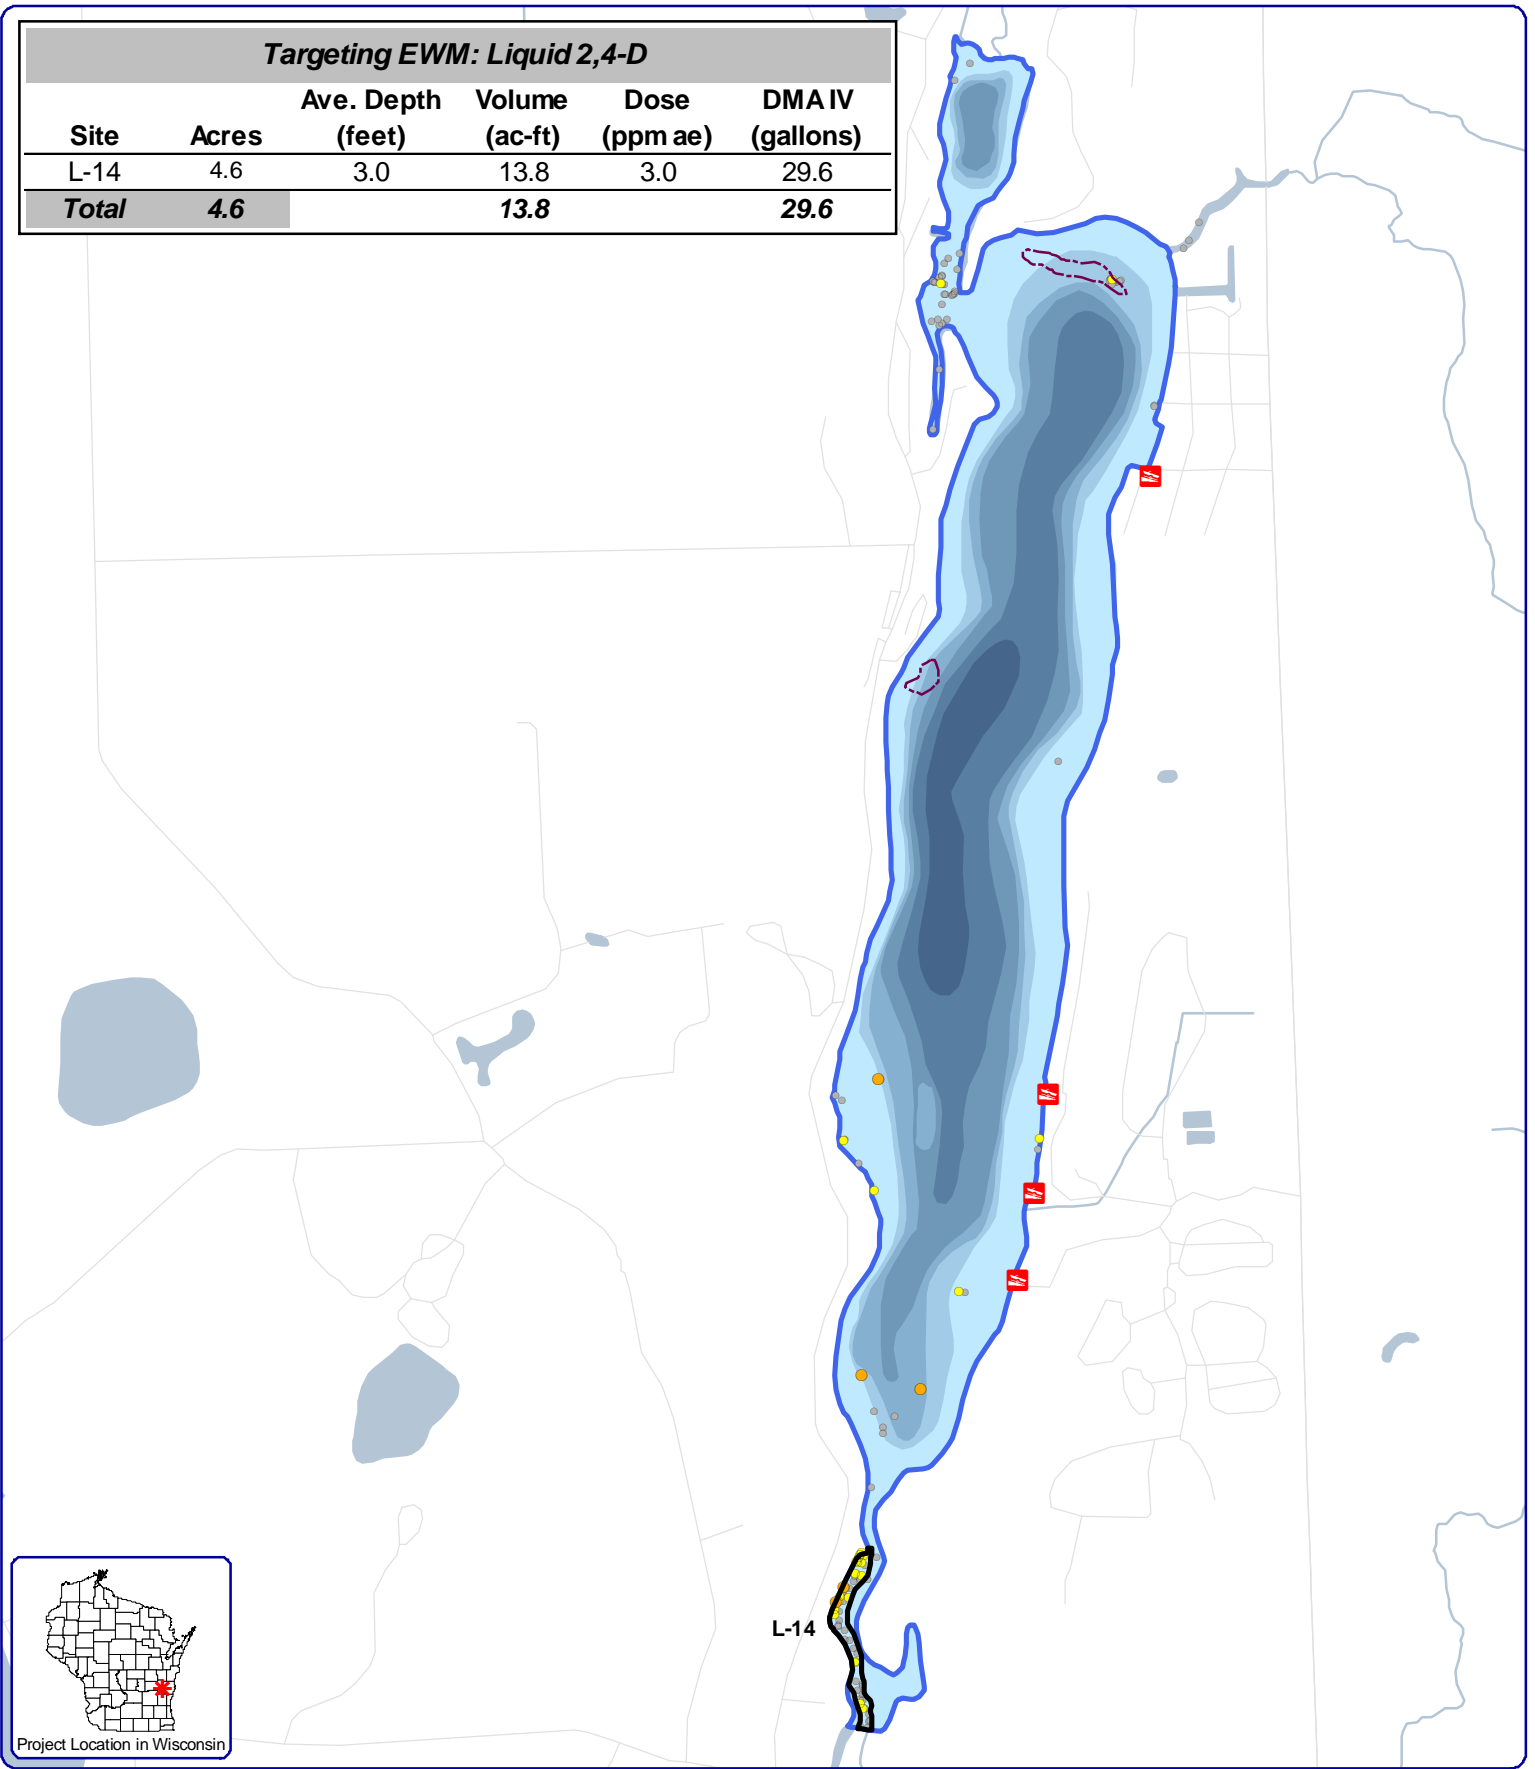 Targeting EWM: Liquid 2,4-D
Ave. Depth Volume Dose DMA IV
Site Acres (feet) (ac-ft) (ppm ae) (gallons)
L-14 4.6 3.0 13.8 3.0 29.6
Total 4.6 13.8 29.6
L-14
Project Location in Wisconsin